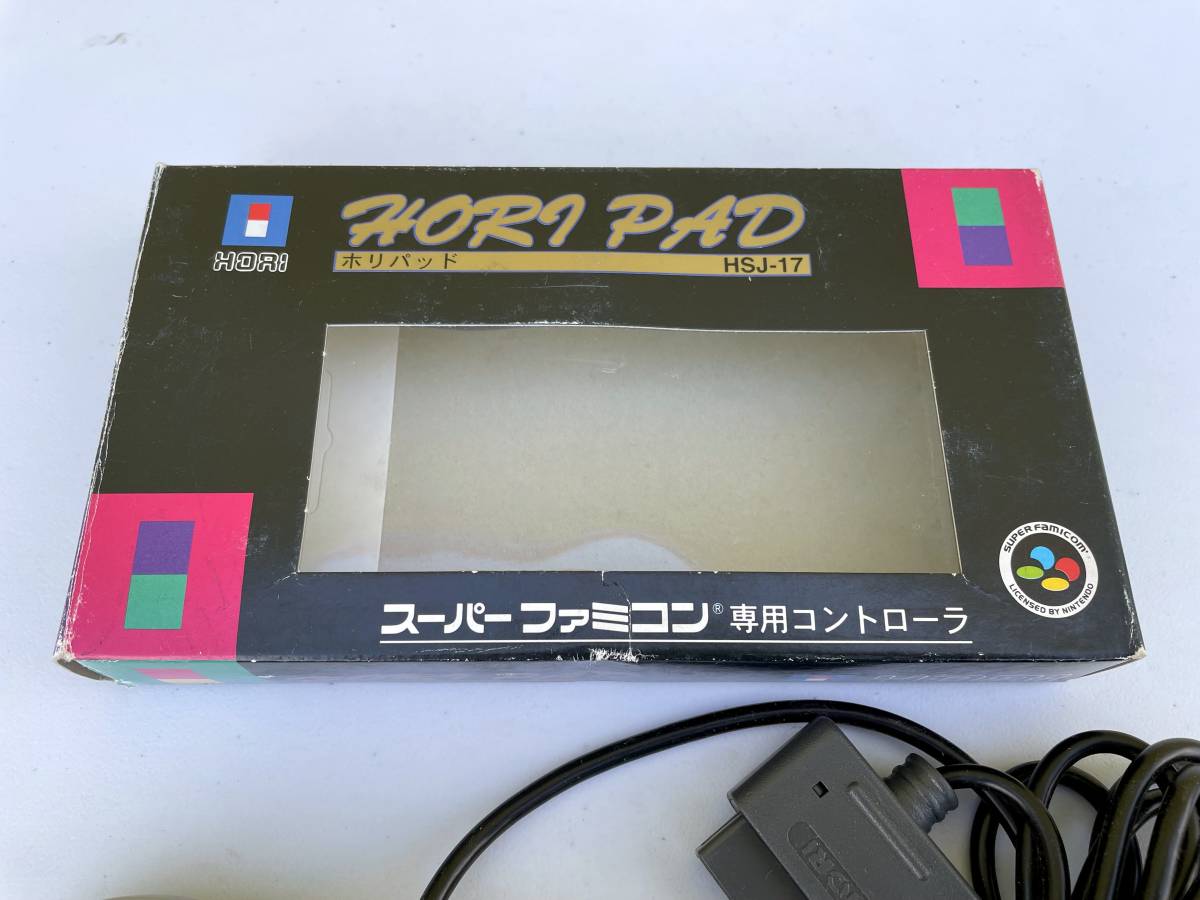 HORI
HORI PAD
ホリパッド HSJ-17
SUPER FAMICOM
LICENSED BY NINTENDO
スーパーファミコン® 専用コントローラ
HORI